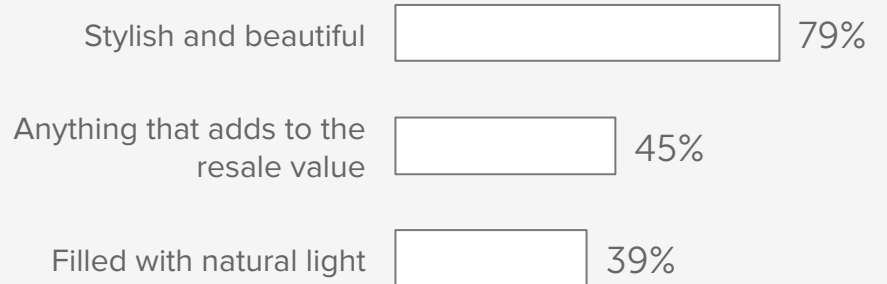 Stylish and beautiful 79%
Anything that adds to the
resale value 45%
Filled with natural light 39%